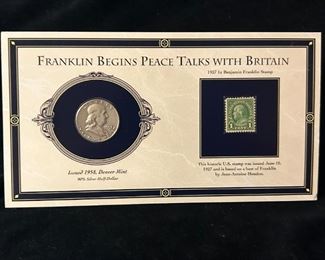 FRANKLIN BEGINS PEACE TALKS WITH BRITAIN
1927 1¢ Benjamin Franklin Stamp
Issued 1958, Denver Mint
90% Silver Half-Dollar
This historic U.S. stamp was issued June 10,
1927 and is based on a bust of Franklin
by Jean-Antoine Houdon.